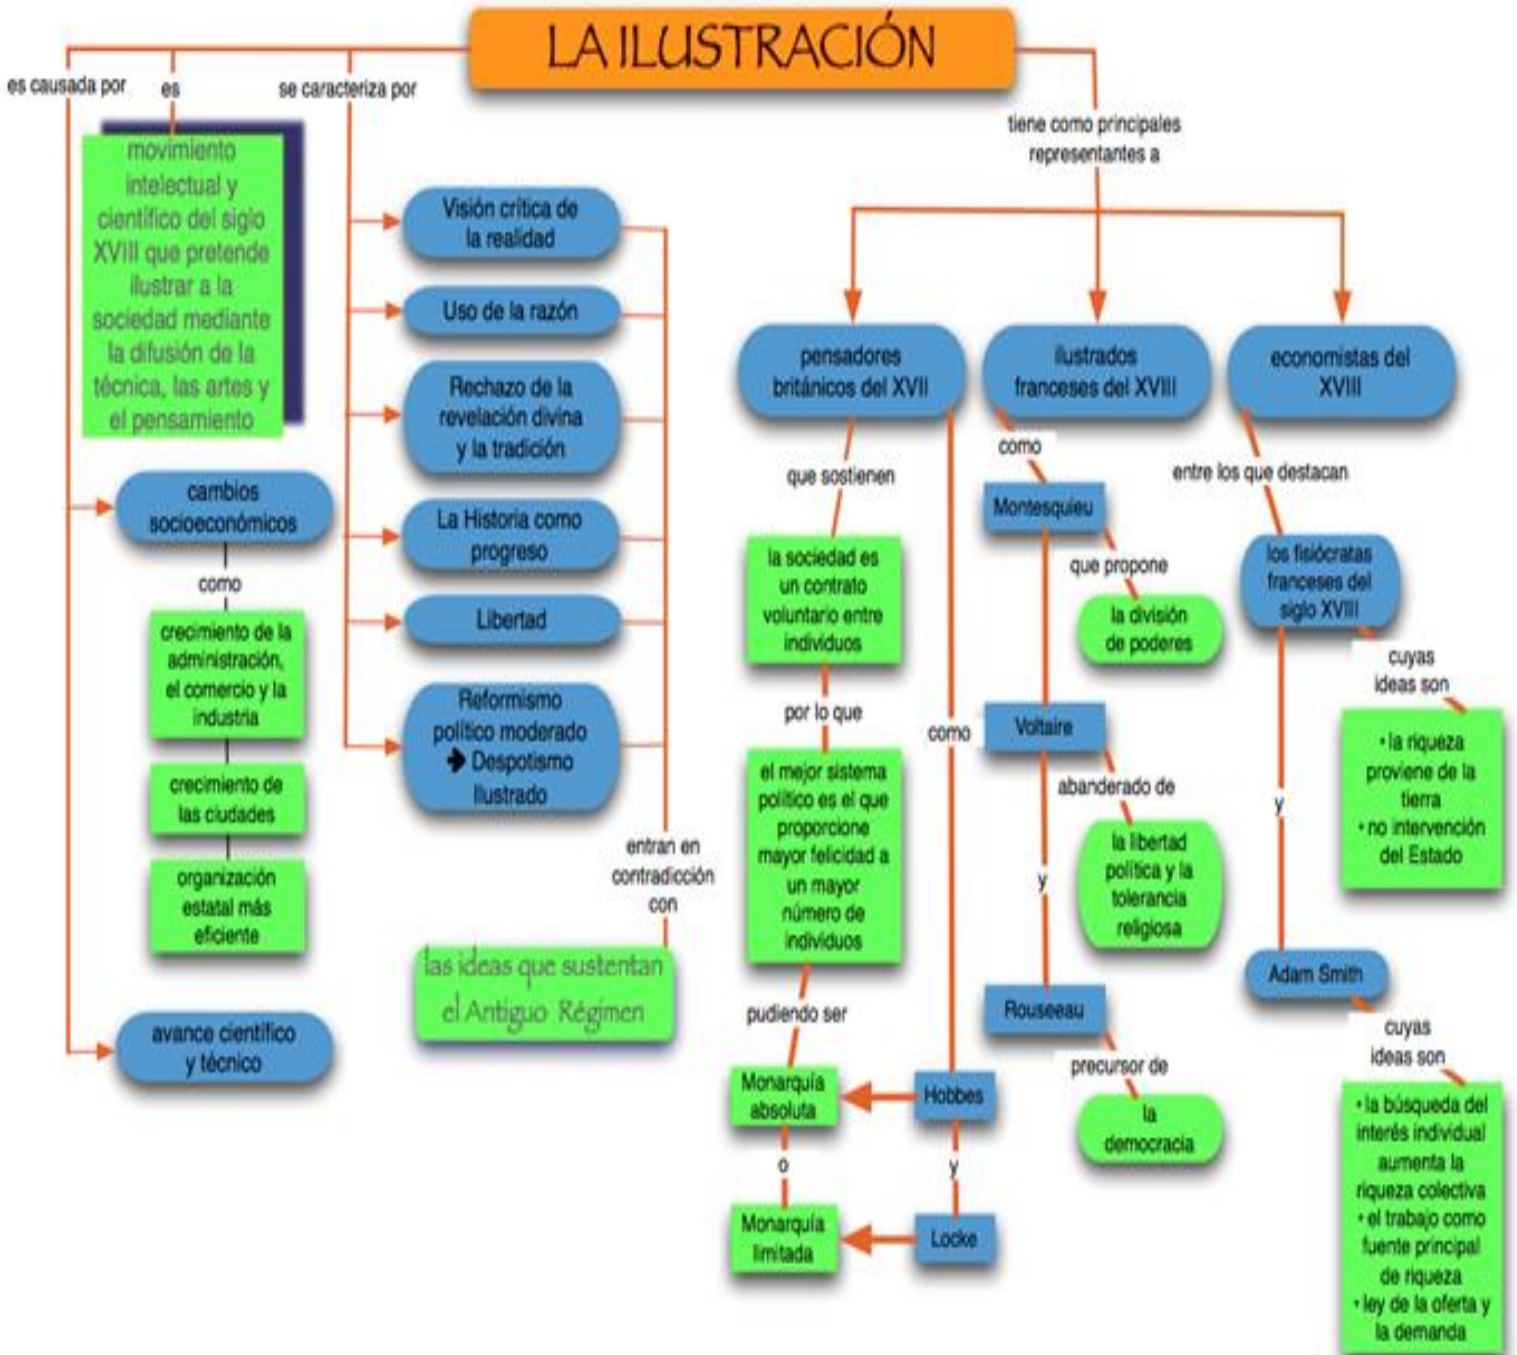 LA ILUSTRACIÓN
es causada por
es
se caracteriza por
tiene como principales
representantes a
movimiento
intelectual y
científico del siglo
XVIII que pretende
ilustrar a la
sociedad mediante
la difusión de la
técnica, las artes y
el pensamiento
cambios
socioeconómicos
como
crecimiento de la
administración,
el comercio y la
industria
crecimiento de
las ciudades
organización
estatal más
eficiente
avance científico
y técnico
Visión crítica de
la realidad
Uso de la razón
Rechazo de la
revelación divina
y la tradición
La Historia como
progreso
Libertad
Reformismo
político moderado
➔ Despotismo
Ilustrado
entran en
contradicción
con
las ideas que sustentan
el Antiguo Régimen
pensadores
británicos del XVII
que sostienen
la sociedad es
un contrato
voluntario entre
individuos
por lo que
el mejor sistema
político es el que
proporcione
mayor felicidad a
un mayor
número de
individuos
pudiendo ser
Monarquía
absoluta
o
Monarquía
limitada
como
Hobbes
y
Locke
ilustrados
franceses del XVIII
como
Montesquieu
que propone
la división
de poderes
Voltaire
abanderado de
la libertad
política y la
tolerancia
religiosa
y
Rouseeau
precursor de
la
democracia
economistas del
XVIII
entre los que destacan
los fisiócratas
franceses del
siglo XVIII
cuyas
ideas son
• la riqueza
proviene de la
tierra
• no intervención
del Estado
y
Adam Smith
cuyas
ideas son
• la búsqueda del
interés individual
aumenta la
riqueza colectiva
• el trabajo como
fuente principal
de riqueza
• ley de la oferta y
la demanda